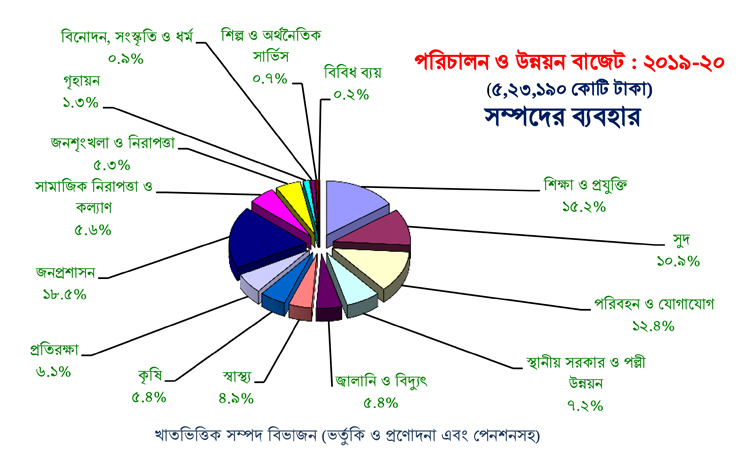 বিনোদন, সংস্কৃতি ও ধর্ম
০.৯%
শিল্প ও অর্থনৈতিক
সার্ভিস
০.৭%
বিবিধ ব্যয়
০.২%
পরিচালন ও উন্নয়ন বাজেট : ২০১৯-২০
(৫,২৩,১৯০ কোটি টাকা)
সম্পদের ব্যবহার
গৃহায়ন
১.৩%
জনশৃংখলা ও নিরাপত্তা
৫.৩%
সামাজিক নিরাপত্তা ও
কল্যাণ
৫.৬%
শিক্ষা ও প্রযুক্তি
১৫.২%
সুদ
১০.৯%
জনপ্রশাসন
১৮.৫%
পরিবহন ও যোগাযোগ
১২.৪%
প্রতিরক্ষা
৬.১%
কৃষি
৫.৪%
স্বাস্থ্য
৪.৯%
জ্বালানি ও বিদ্যুৎ
৫.৪%
স্থানীয় সরকার ও পল্লী
উন্নয়ন
৭.২%
খাতভিত্তিক সম্পদ বিভাজন (ভর্তুকি ও প্রণোদনা এবং পেনশনসহ)